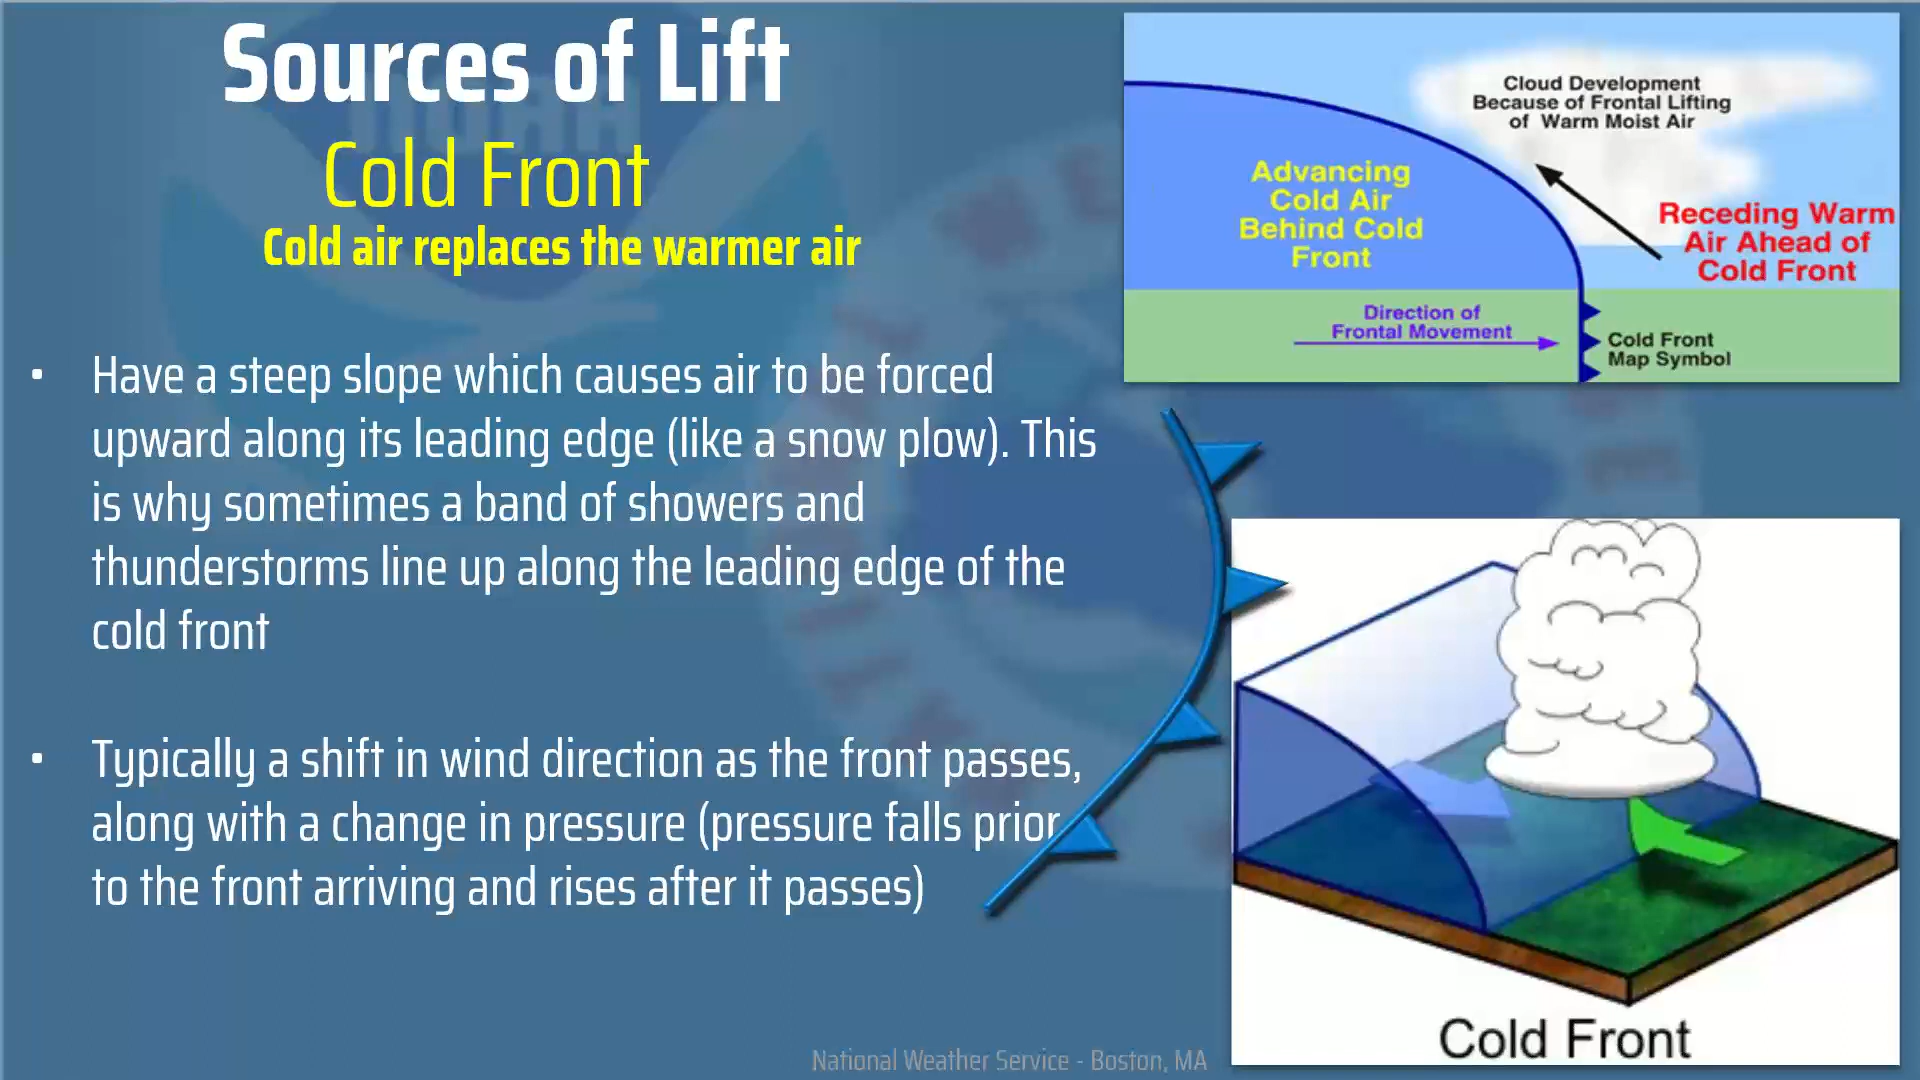 Sources of Lift
Cold Front
Cold air replaces the warmer air
• Have a steep slope which causes air to be forced
upward along its leading edge (like a snow plow). This
is why sometimes a band of showers and
thunderstorms line up along the leading edge of the
cold front
• Typically a shift in wind direction as the front passes,
along with a change in pressure (pressure falls prior
to the front arriving and rises after it passes)
Cloud Development
Because of Frontal Lifting
of Warm Moist Air
Advancing
Cold Air
Behind Cold
Front
Receding Warm
Air Ahead of
Cold Front
Direction of
Frontal Movement
Cold Front
Map Symbol
Cold Front
National Weather Service - Boston, MA